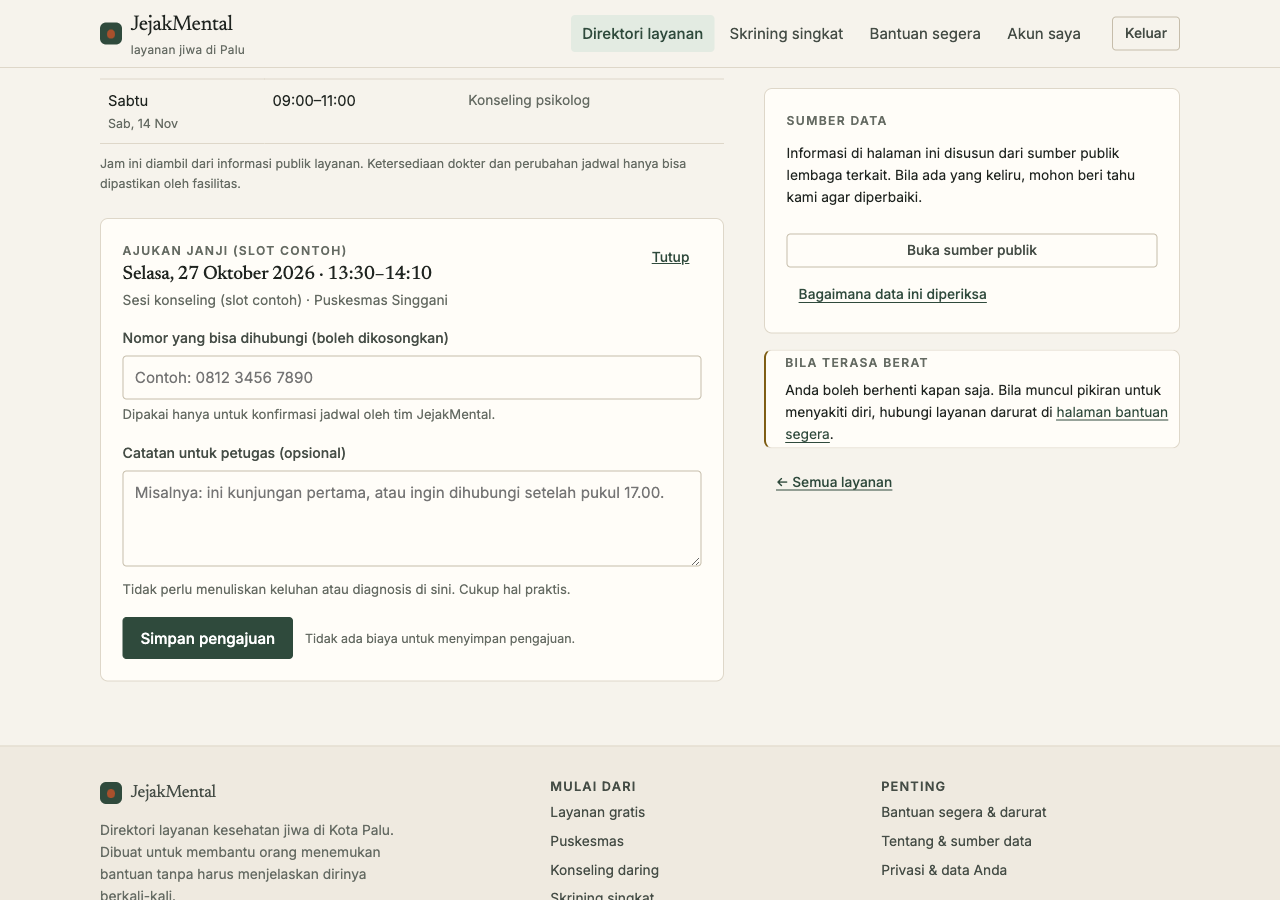 JejakMental
layanan jiwa di Palu
Direktori layanan
Skrining singkat
Bantuan segera
Akun saya
Keluar
Sabtu
09:00–11:00
Konseling psikolog
Sab, 14 Nov
Jam ini diambil dari informasi publik layanan. Ketersediaan dokter dan perubahan jadwal hanya bisa
dipastikan oleh fasilitas.
AJUKAN JANJI (SLOT CONTOH)
Selasa, 27 Oktober 2026 · 13:30–14:10
Tutup
Sesi konseling (slot contoh) · Puskesmas Singgani
Nomor yang bisa dihubungi (boleh dikosongkan)
Contoh: 0812 3456 7890
Dipakai hanya untuk konfirmasi jadwal oleh tim JejakMental.
Catatan untuk petugas (opsional)
Misalnya: ini kunjungan pertama, atau ingin dihubungi setelah pukul 17.00.
Tidak perlu menuliskan keluhan atau diagnosis di sini. Cukup hal praktis.
Simpan pengajuan
Tidak ada biaya untuk menyimpan pengajuan.
SUMBER DATA
Informasi di halaman ini disusun dari sumber publik
lembaga terkait. Bila ada yang keliru, mohon beri tahu
kami agar diperbaiki.
Buka sumber publik
Bagaimana data ini diperiksa
BILA TERASA BERAT
Anda boleh berhenti kapan saja. Bila muncul pikiran untuk
menyakiti diri, hubungi layanan darurat di halaman bantuan
segera.
← Semua layanan
JejakMental
Direktori layanan kesehatan jiwa di Kota Palu.
Dibuat untuk membantu orang menemukan
bantuan tanpa harus menjelaskan dirinya
berkali-kali.
MULAI DARI
Layanan gratis
Puskesmas
Konseling daring
Skrining singkat
PENTING
Bantuan segera & darurat
Tentang & sumber data
Privasi & data Anda